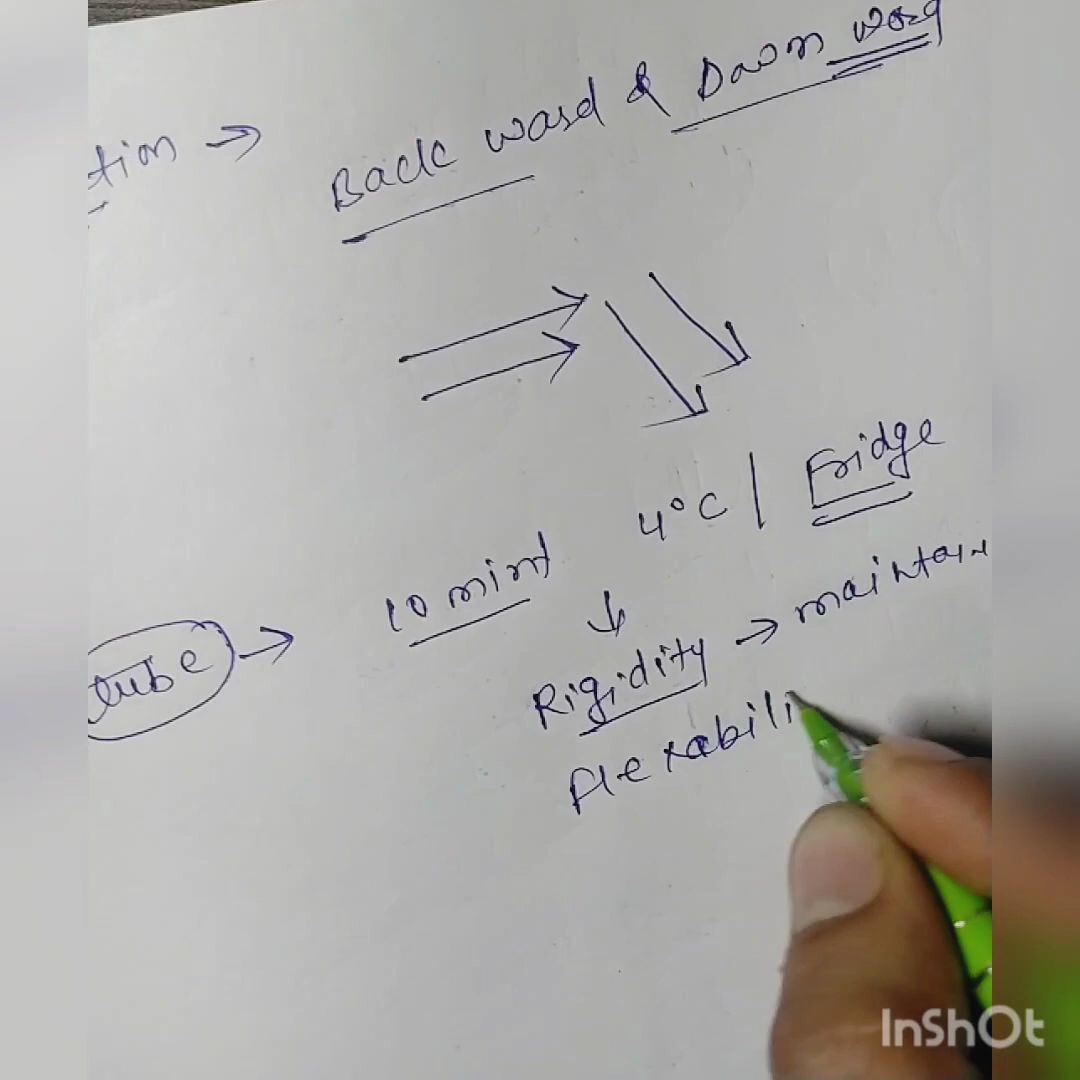 tion → Back ward & Down ward
4°C | Fridge
tube → 10 mint
↓
Rigidity → maintain
flexabili
InShOt